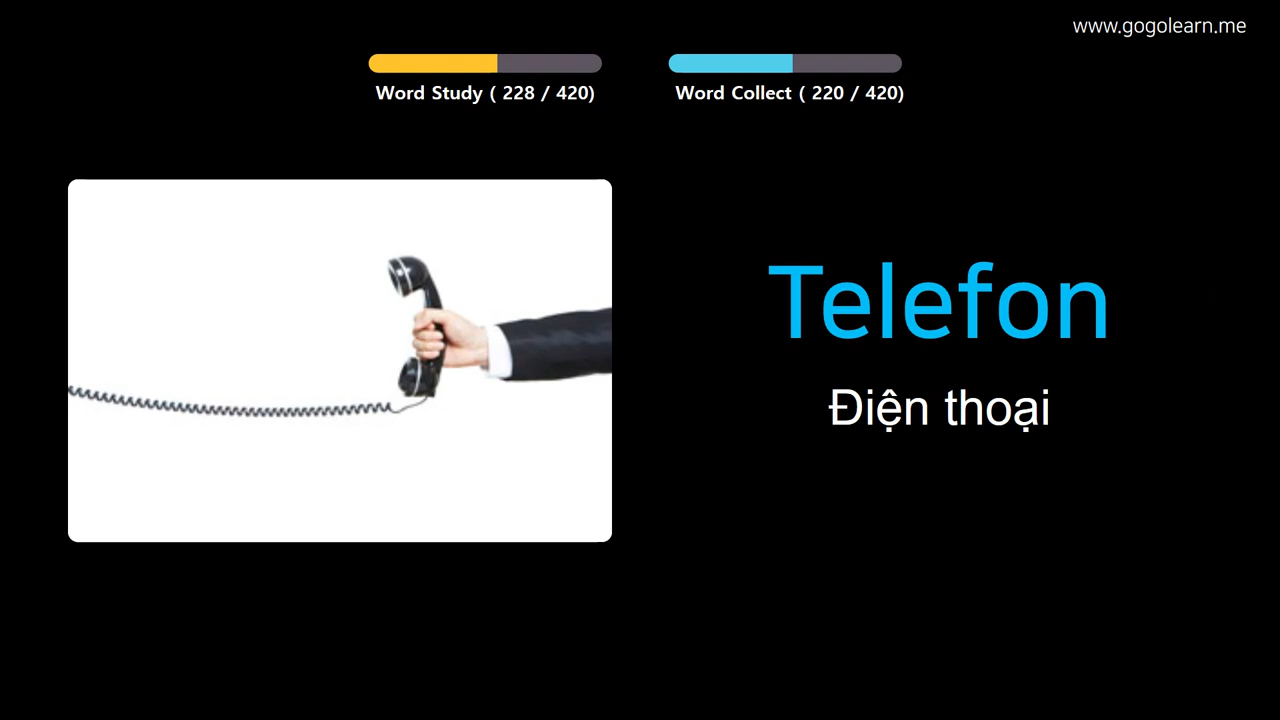 www.gogolearn.me
Word Study ( 228 / 420)
Word Collect ( 220 / 420)
Telefon
Điện thoại